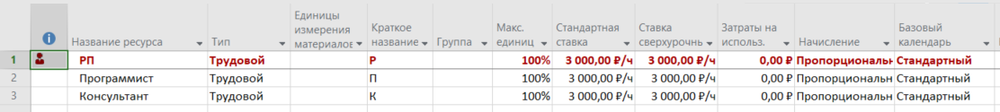 Название ресурса Тип Единицы измерения материалов Краткое название Группа Макс. единиц Стандартная ставка Ставка сверхурочнь Затраты на использ. Начисление Базовый календарь
1 РП Трудовой Р 100% 3 000,00 ₽/ч 3 000,00 ₽/ч 0,00 ₽ Пропорциональн Стандартный
2 Программист Трудовой П 100% 3 000,00 ₽/ч 3 000,00 ₽/ч 0,00 ₽ Пропорциональн Стандартный
3 Консультант Трудовой К 100% 3 000,00 ₽/ч 3 000,00 ₽/ч 0,00 ₽ Пропорциональн Стандартный